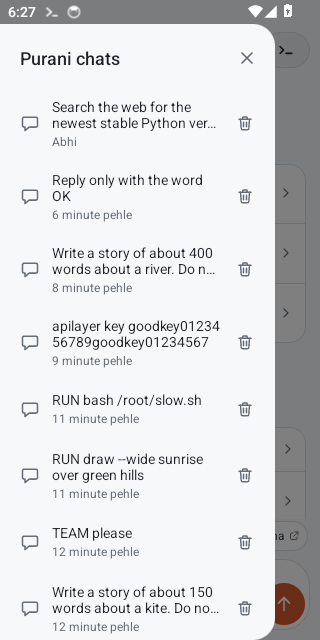 6:27
Purani chats
Search the web for the
newest stable Python ver…
Abhi
Reply only with the word
OK
6 minute pehle
Write a story of about 400
words about a river. Do n…
8 minute pehle
apilayer key goodkey01234
56789goodkey01234567
9 minute pehle
RUN bash /root/slow.sh
11 minute pehle
RUN draw --wide sunrise
over green hills
11 minute pehle
TEAM please
12 minute pehle
na
Write a story of about 150
words about a kite. Do no…
12 minute pehle